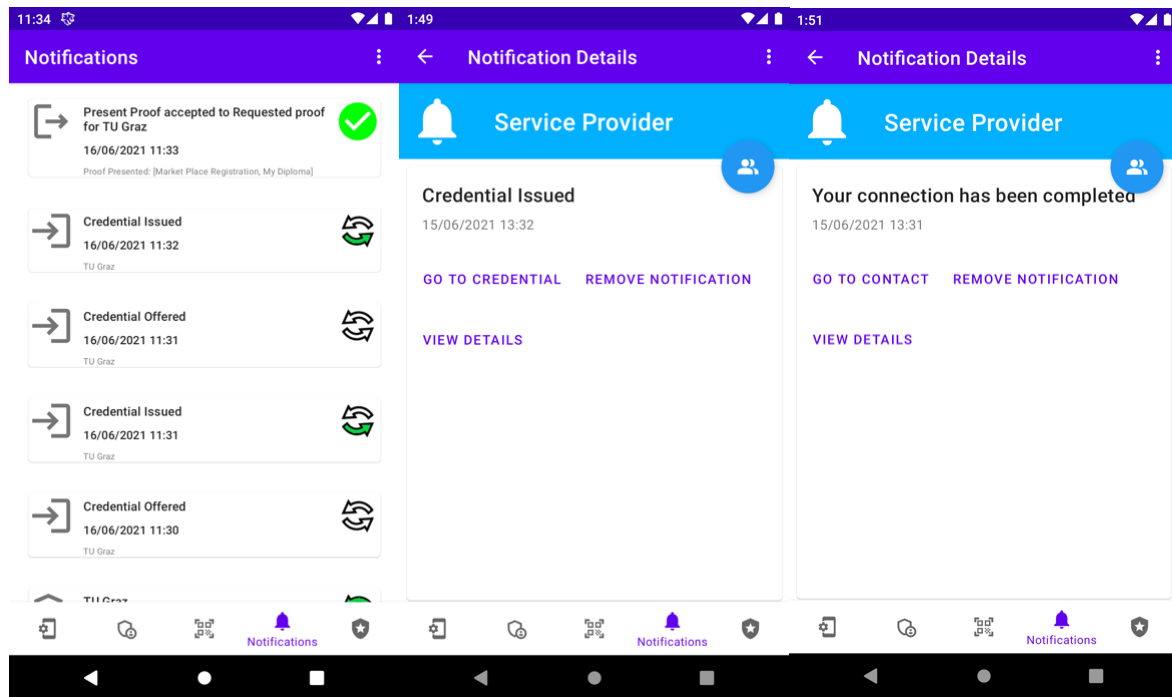 11:34
Notifications
Present Proof accepted to Requested proof
for TU Graz
16/06/2021 11:33
Proof Presented: [Market Place Registration, My Diploma]
Credential Issued
16/06/2021 11:32
TU Graz
Credential Offered
16/06/2021 11:31
TU Graz
Credential Issued
16/06/2021 11:31
TU Graz
Credential Offered
16/06/2021 11:30
TU Graz
TU Graz
Notifications
1:49
Notification Details
Service Provider
Credential Issued
15/06/2021 13:32
GO TO CREDENTIAL REMOVE NOTIFICATION
VIEW DETAILS
Notifications
1:51
Notification Details
Service Provider
Your connection has been completed
15/06/2021 13:31
GO TO CONTACT REMOVE NOTIFICATION
VIEW DETAILS
Notifications